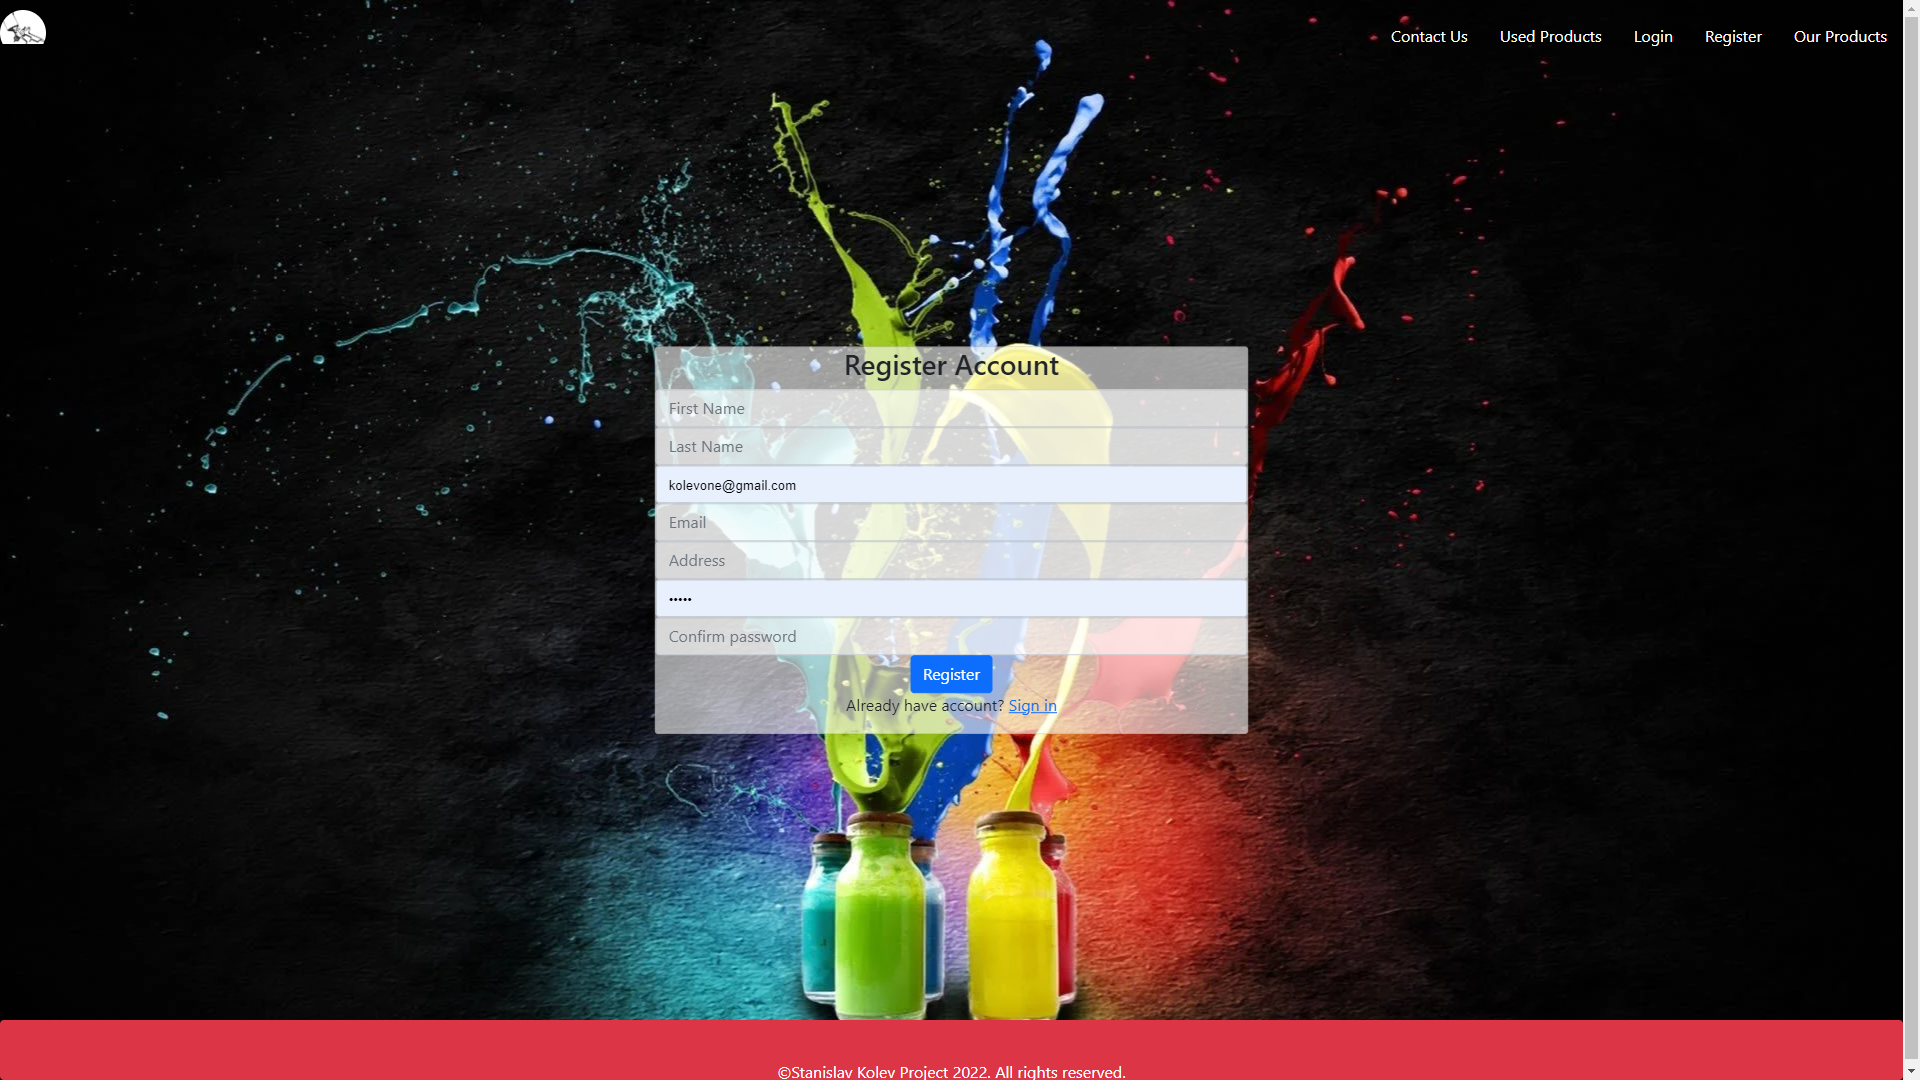 Contact Us
Used Products
Login
Register
Our Products
Register Account
First Name
Last Name
kolevone@gmail.com
Email
Address
•••••
Confirm password
Register
Already have account? Sign in
©Stanislav Kolev Project 2022. All rights reserved.